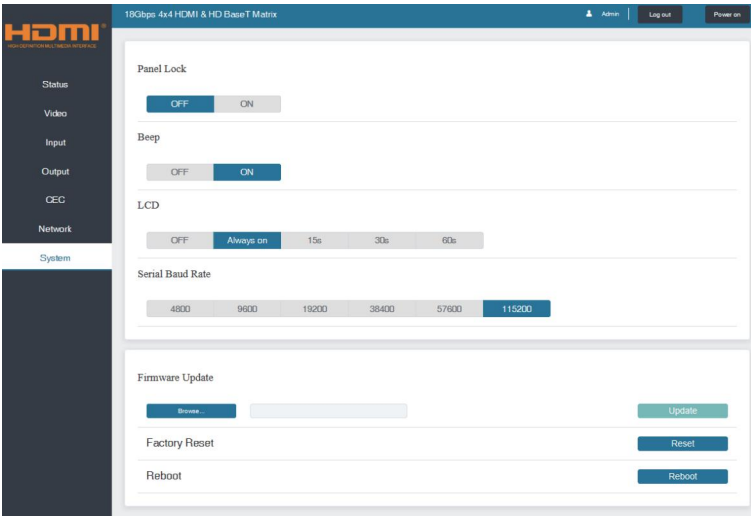 HDMI®
HIGH-DEFINITION MULTIMEDIA INTERFACE
18Gbps 4x4 HDMI & HD BaseT Matrix
Admin
Log out
Power on
Status
Video
Input
Output
CEC
Network
System
Panel Lock
OFF ON
Beep
OFF ON
LCD
OFF Always on 15s 30s 60s
Serial Baud Rate
4800 9600 19200 38400 57600 115200
Firmware Update
Browse... Update
Factory Reset Reset
Reboot Reboot